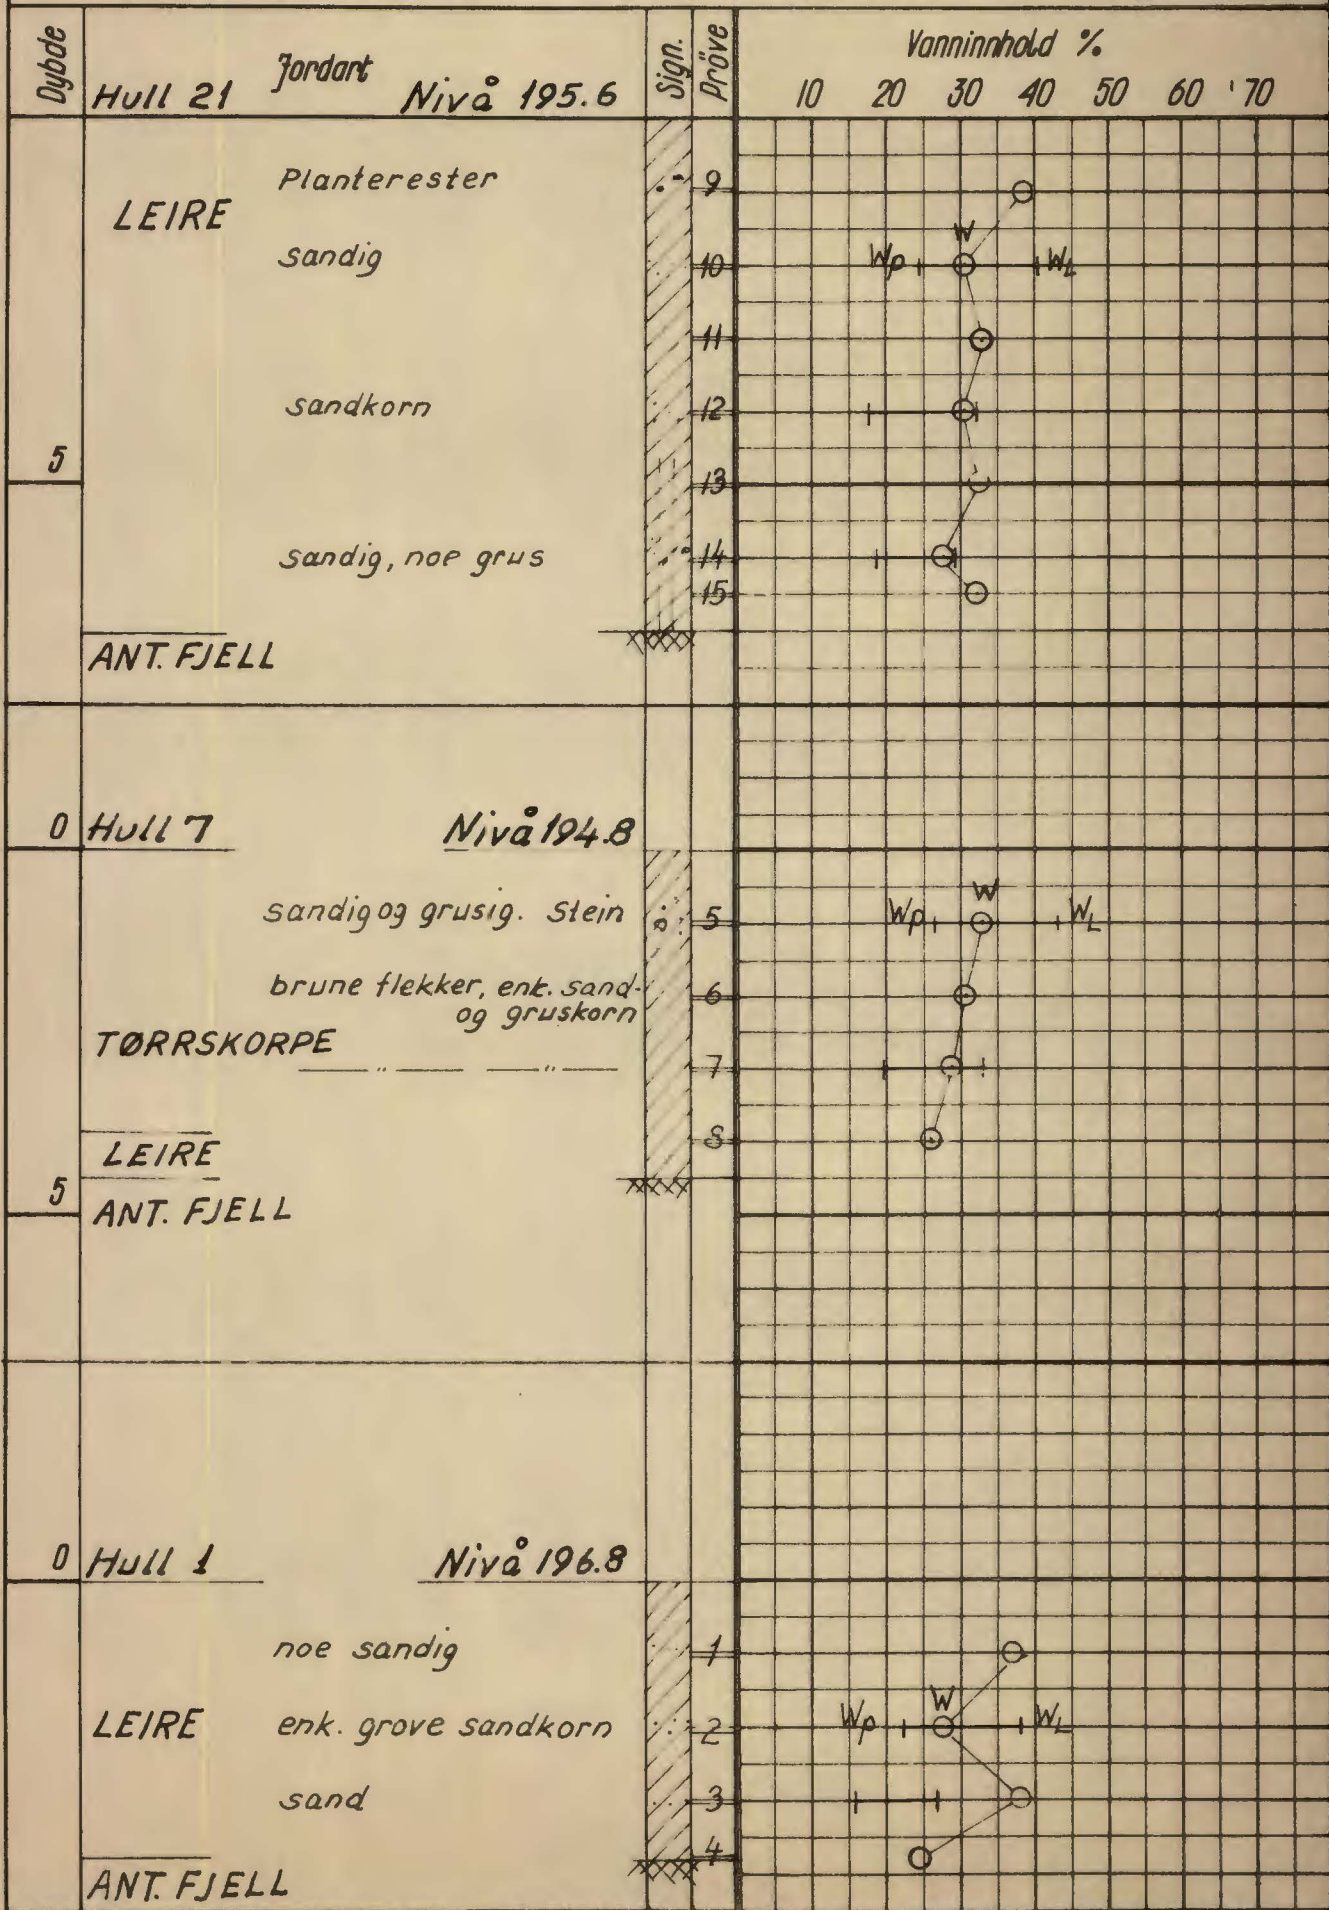 Dybde
Jordart
Hull 21 Nivå 195.6
Sign.
Pröve
Vanninnhold %
10 20 30 40 50 60 70
Planterester 9
LEIRE
sandig 10 Wp W WL
11
sandkorn 12
5
13
sandig, noe grus 14
15
ANT. FJELL
0 Hull 7 Nivå 194.8
sandig og grusig. Stein 5 Wp W WL
brune flekker, enk. sand- 6
og gruskorn
TØRRSKORPE
— " — — " — 7
8
LEIRE
5
ANT. FJELL
0 Hull 1 Nivå 196.8
noe sandig 1
LEIRE enk. grove sandkorn 2 Wp W WL
sand 3
4
ANT. FJELL